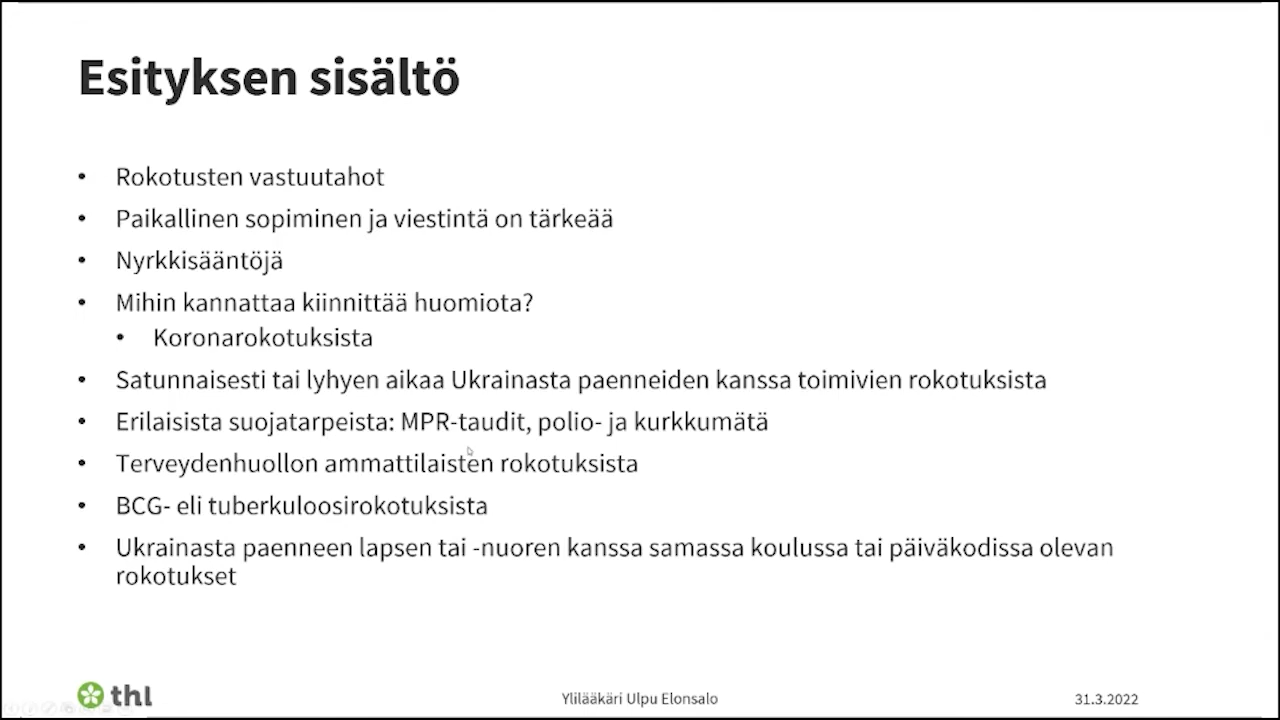 Esityksen sisältö
• Rokotusten vastuutahot
• Paikallinen sopiminen ja viestintä on tärkeää
• Nyrkkisääntöjä
• Mihin kannattaa kiinnittää huomiota?
• Koronarokotuksista
• Satunnaisesti tai lyhyen aikaa Ukrainasta paenneiden kanssa toimivien rokotuksista
• Erilaisista suojatarpeista: MPR-taudit, polio- ja kurkkumätä
• Terveydenhuollon ammattilaisten rokotuksista
• BCG- eli tuberkuloosirokotuksista
• Ukrainasta paenneen lapsen tai -nuoren kanssa samassa koulussa tai päiväkodissa olevan
rokotukset
thl
Ylilääkäri Ulpu Elonsalo
31.3.2022